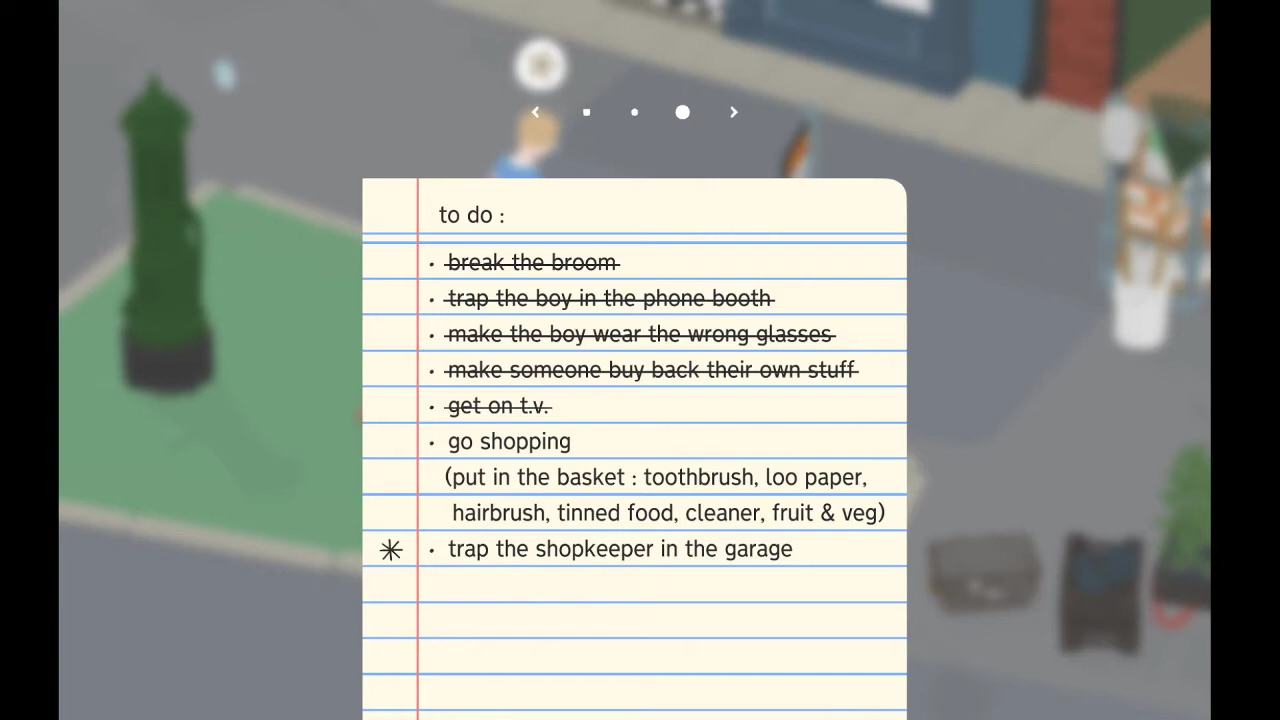 to do :
· break the broom
· trap the boy in the phone booth
· make the boy wear the wrong glasses
· make someone buy back their own stuff
· get on t.v.
· go shopping
(put in the basket : toothbrush, loo paper,
hairbrush, tinned food, cleaner, fruit & veg)
· trap the shopkeeper in the garage